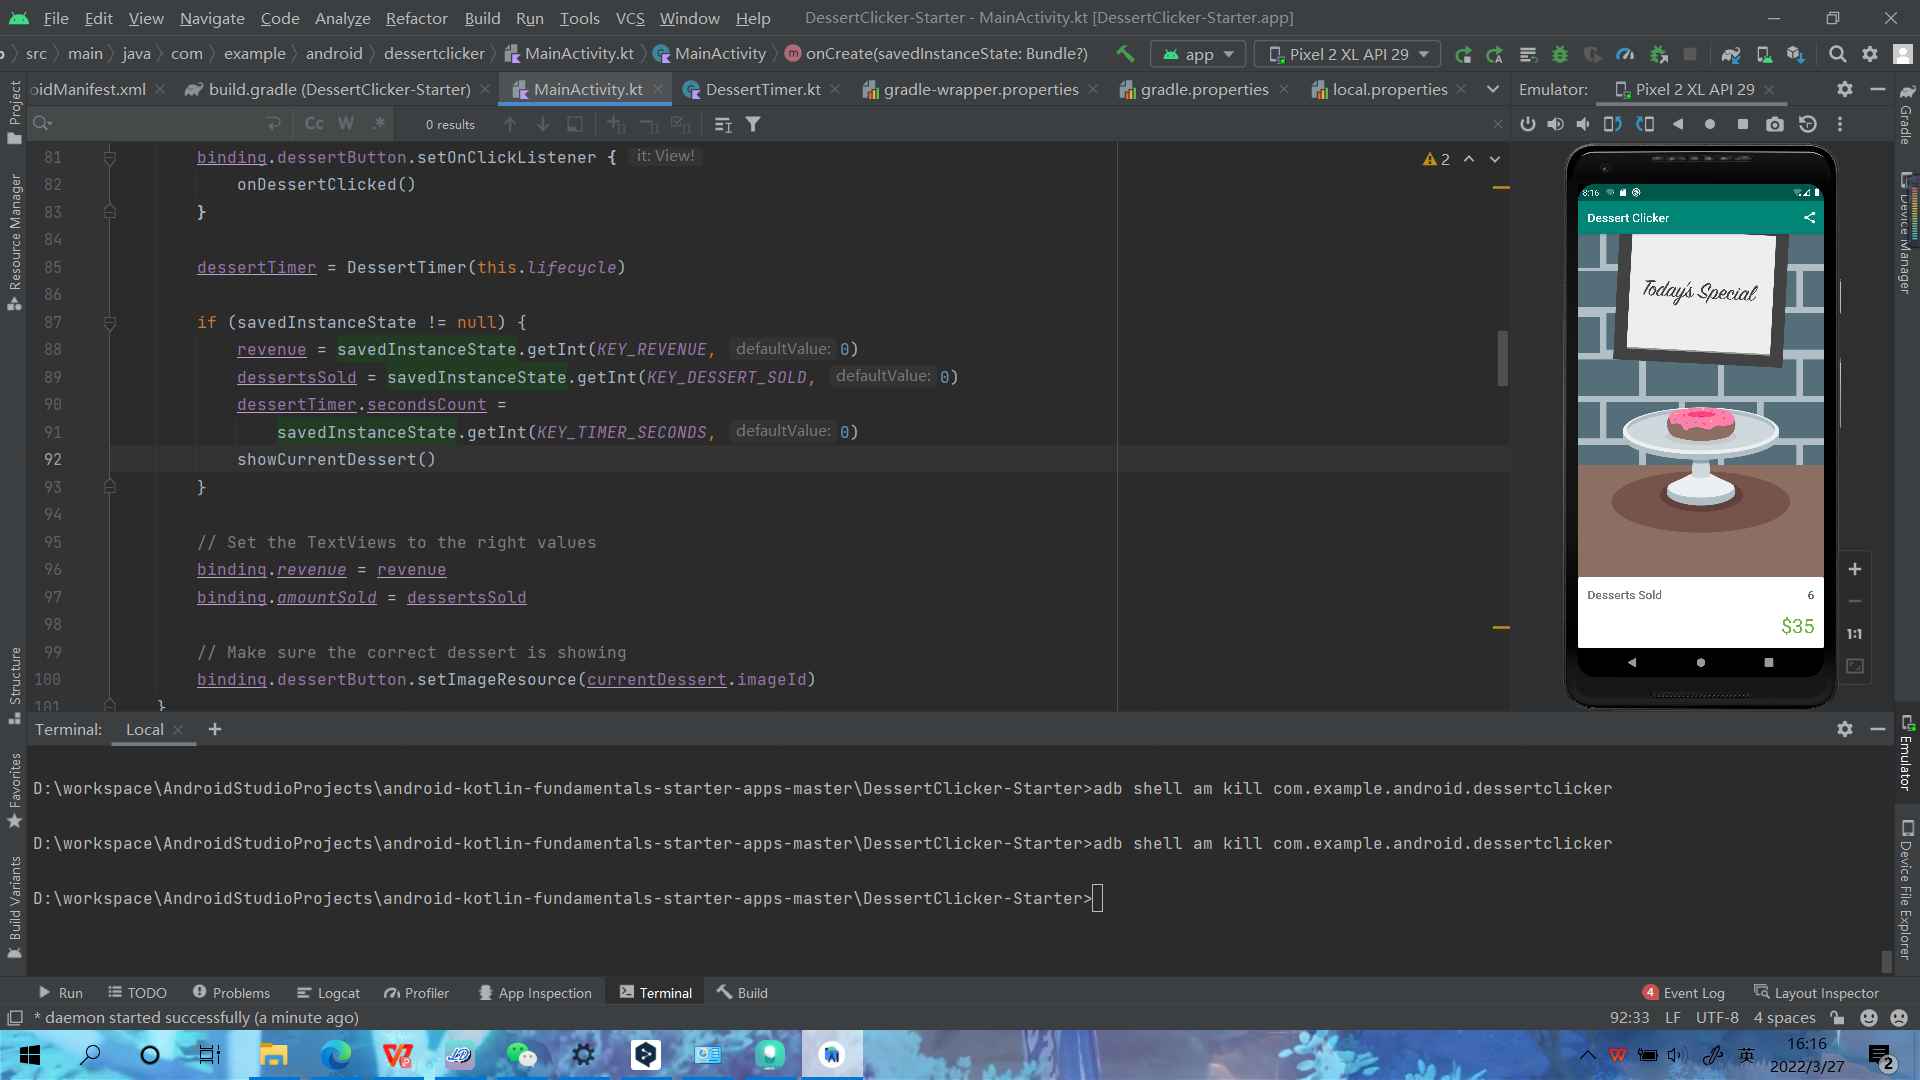 File Edit View Navigate Code Analyze Refactor Build Run Tools VCS Window Help DessertClicker-Starter - MainActivity.kt [DessertClicker-Starter.app]
src main java com example android dessertclicker MainActivity.kt MainActivity onCreate(savedInstanceState: Bundle?) app Pixel 2 XL API 29
oidManifest.xml build.gradle (DessertClicker-Starter) MainActivity.kt DessertTimer.kt gradle-wrapper.properties gradle.properties local.properties Emulator: Pixel 2 XL API 29
Cc W .* 0 results
81 binding.dessertButton.setOnClickListener { it: View!
82 onDessertClicked()
83 }
84
85 dessertTimer = DessertTimer(this.lifecycle)
86
87 if (savedInstanceState != null) {
88 revenue = savedInstanceState.getInt(KEY_REVENUE, defaultValue: 0)
89 dessertsSold = savedInstanceState.getInt(KEY_DESSERT_SOLD, defaultValue: 0)
90 dessertTimer.secondsCount =
91 savedInstanceState.getInt(KEY_TIMER_SECONDS, defaultValue: 0)
92 showCurrentDessert()
93 }
94
95 // Set the TextViews to the right values
96 binding.revenue = revenue
97 binding.amountSold = dessertsSold
98
99 // Make sure the correct dessert is showing
100 binding.dessertButton.setImageResource(currentDessert.imageId)
101 }
2
Project
Resource Manager
Structure
Favorites
Build Variants
8:16
Dessert Clicker
Today's Special
Desserts Sold 6
$35
1:1
Gradle
Device Manager
Emulator
Device File Explorer
Terminal: Local
D:\workspace\AndroidStudioProjects\android-kotlin-fundamentals-starter-apps-master\DessertClicker-Starter>adb shell am kill com.example.android.dessertclicker
D:\workspace\AndroidStudioProjects\android-kotlin-fundamentals-starter-apps-master\DessertClicker-Starter>adb shell am kill com.example.android.dessertclicker
D:\workspace\AndroidStudioProjects\android-kotlin-fundamentals-starter-apps-master\DessertClicker-Starter>
Run TODO Problems Logcat Profiler App Inspection Terminal Build 4 Event Log Layout Inspector
* daemon started successfully (a minute ago) 92:33 LF UTF-8 4 spaces
英 16:16
2022/3/27 2